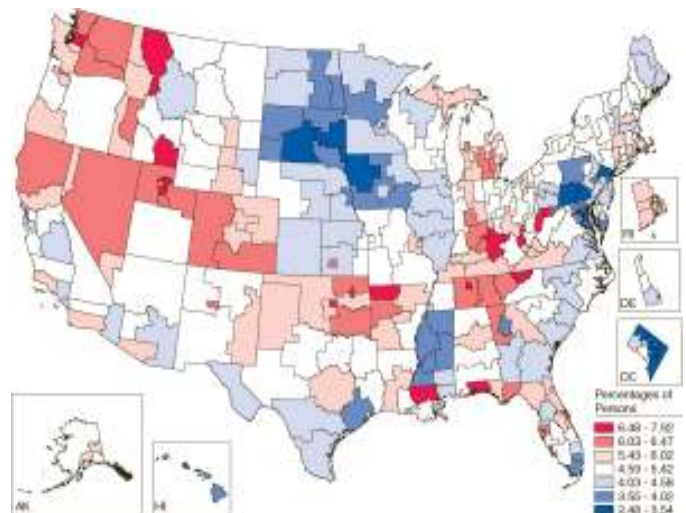 RI
DE
DC
Percentages of
Persons
6.48 - 7.92
6.03 - 6.47
5.43 - 6.02
4.59 - 5.42
4.03 - 4.58
3.55 - 4.02
2.48 - 3.54
AK
HI